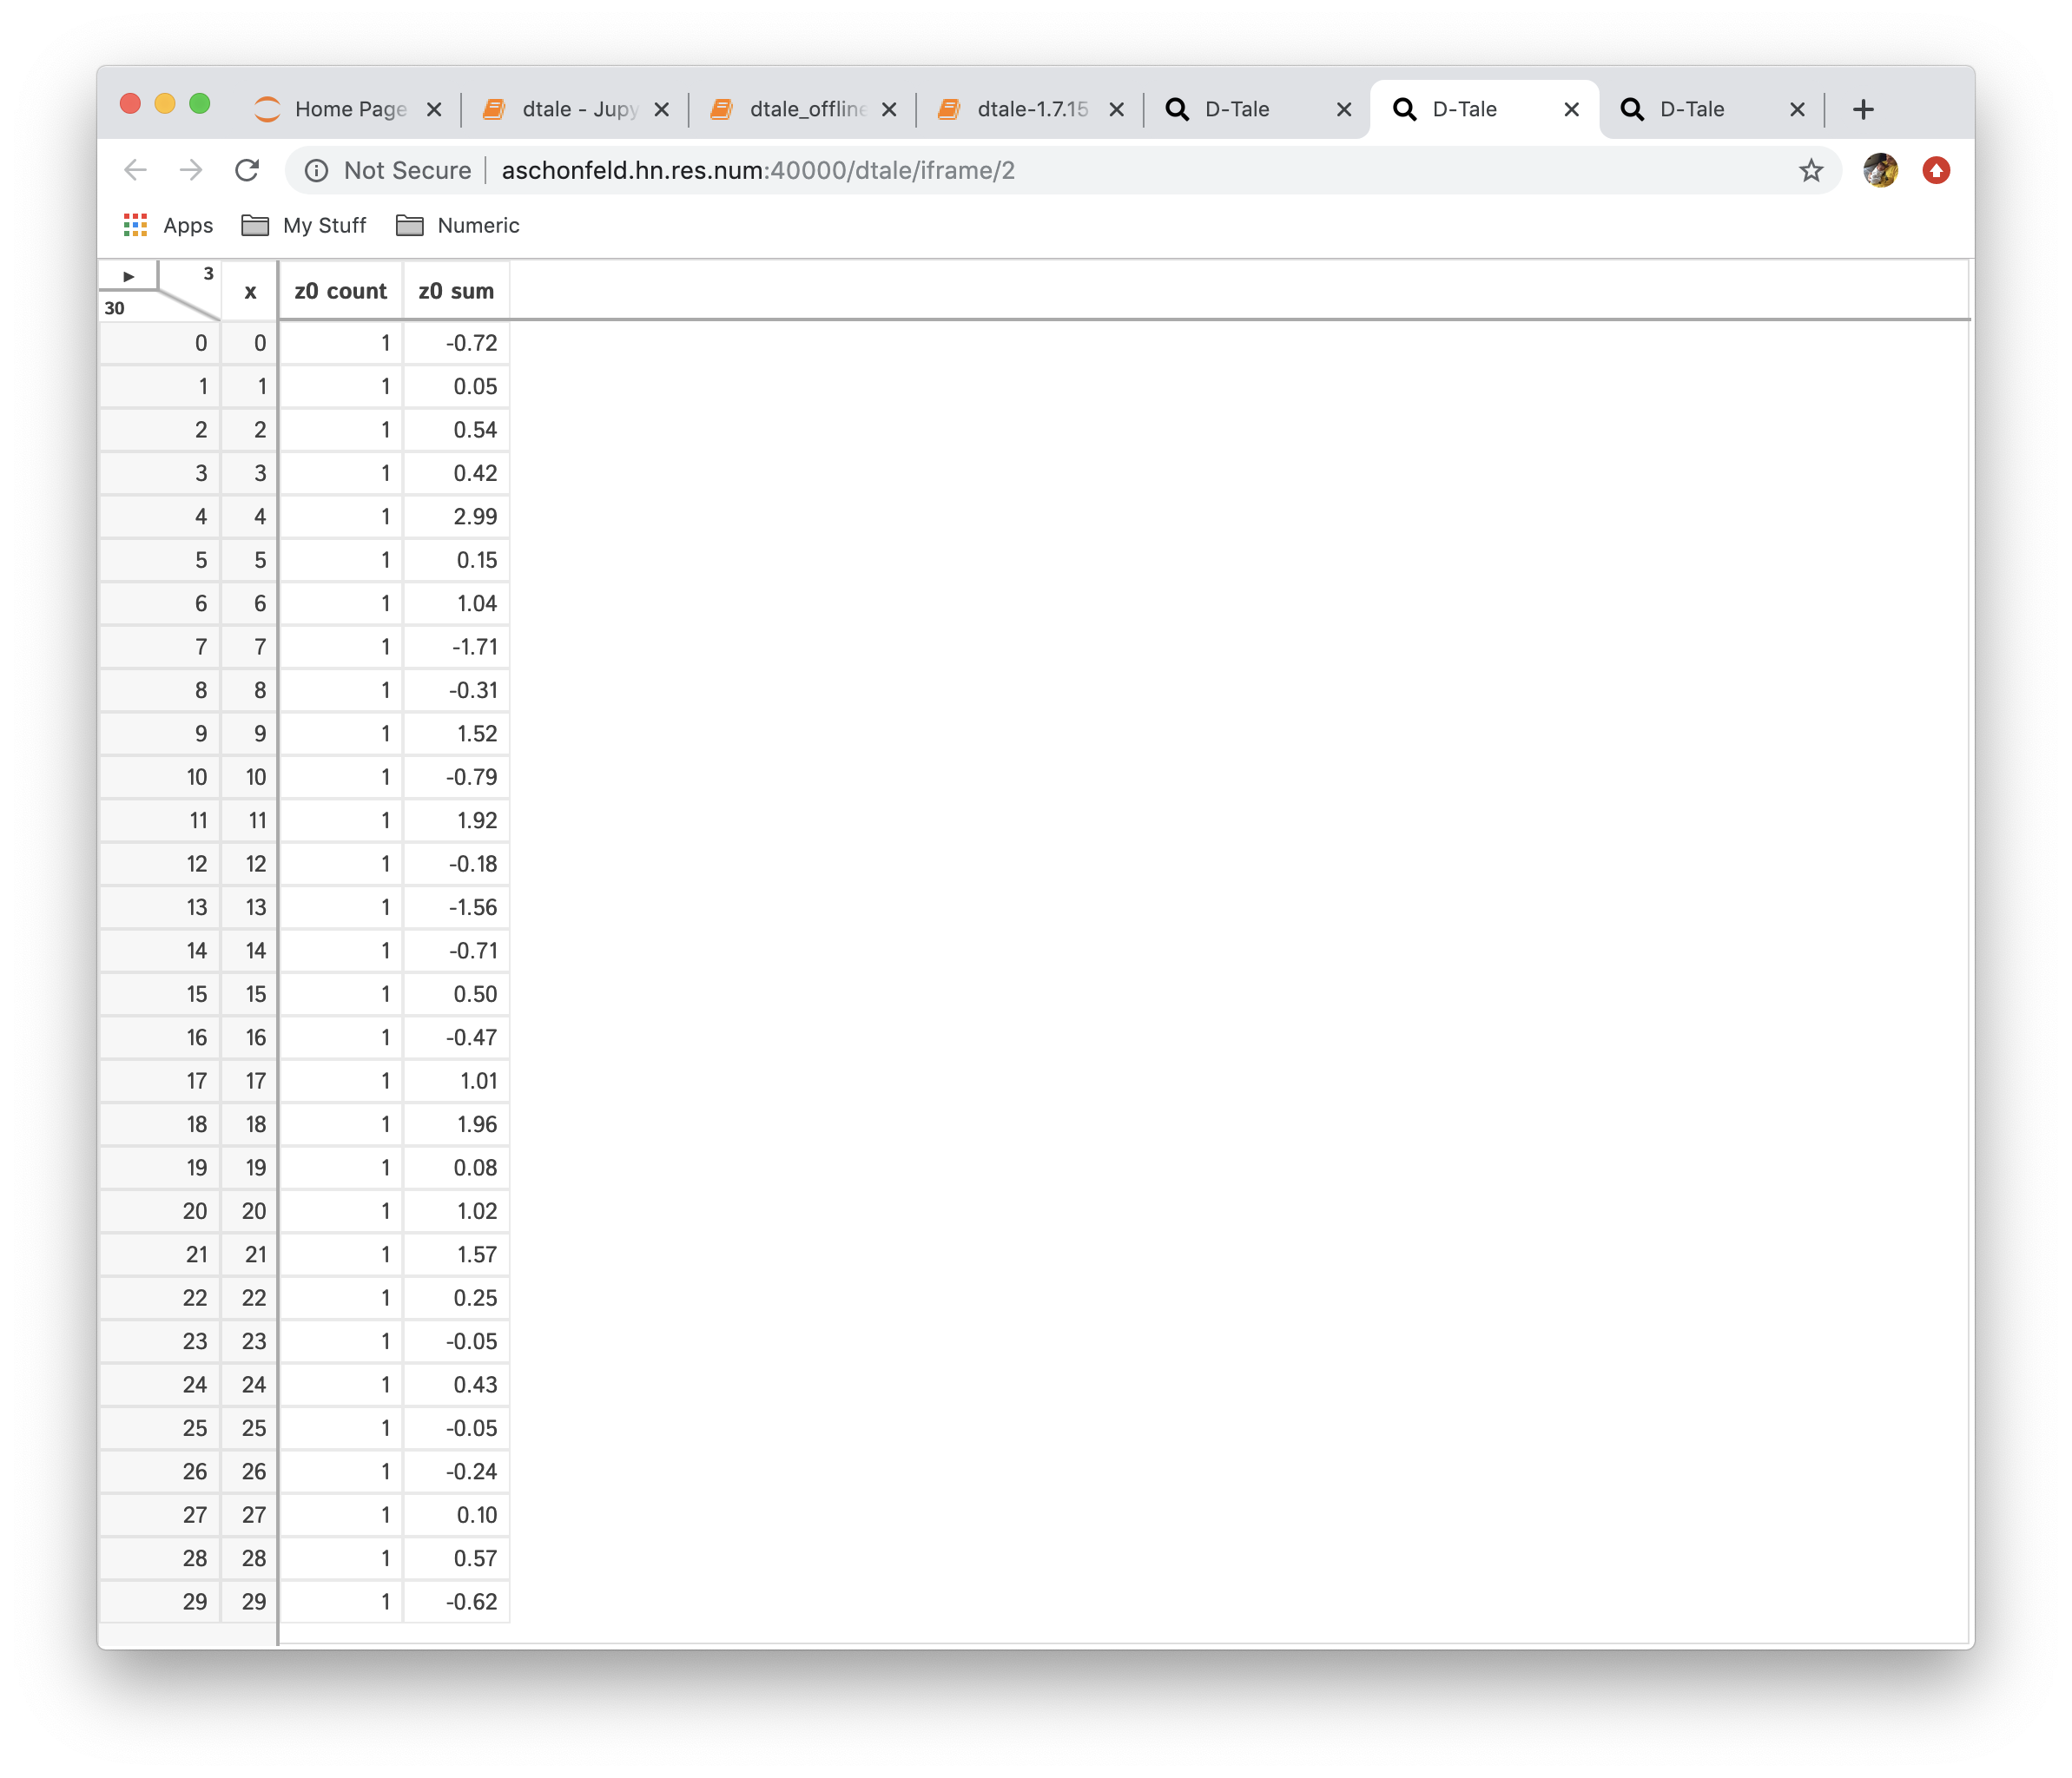 Home Page dtale - Jupy dtale_offline dtale-1.7.15 D-Tale D-Tale D-Tale
Not Secure aschonfeld.hn.res.num:40000/dtale/iframe/2
Apps My Stuff Numeric
3
30 x z0 count z0 sum
0 0 1 -0.72
1 1 1 0.05
2 2 1 0.54
3 3 1 0.42
4 4 1 2.99
5 5 1 0.15
6 6 1 1.04
7 7 1 -1.71
8 8 1 -0.31
9 9 1 1.52
10 10 1 -0.79
11 11 1 1.92
12 12 1 -0.18
13 13 1 -1.56
14 14 1 -0.71
15 15 1 0.50
16 16 1 -0.47
17 17 1 1.01
18 18 1 1.96
19 19 1 0.08
20 20 1 1.02
21 21 1 1.57
22 22 1 0.25
23 23 1 -0.05
24 24 1 0.43
25 25 1 -0.05
26 26 1 -0.24
27 27 1 0.10
28 28 1 0.57
29 29 1 -0.62